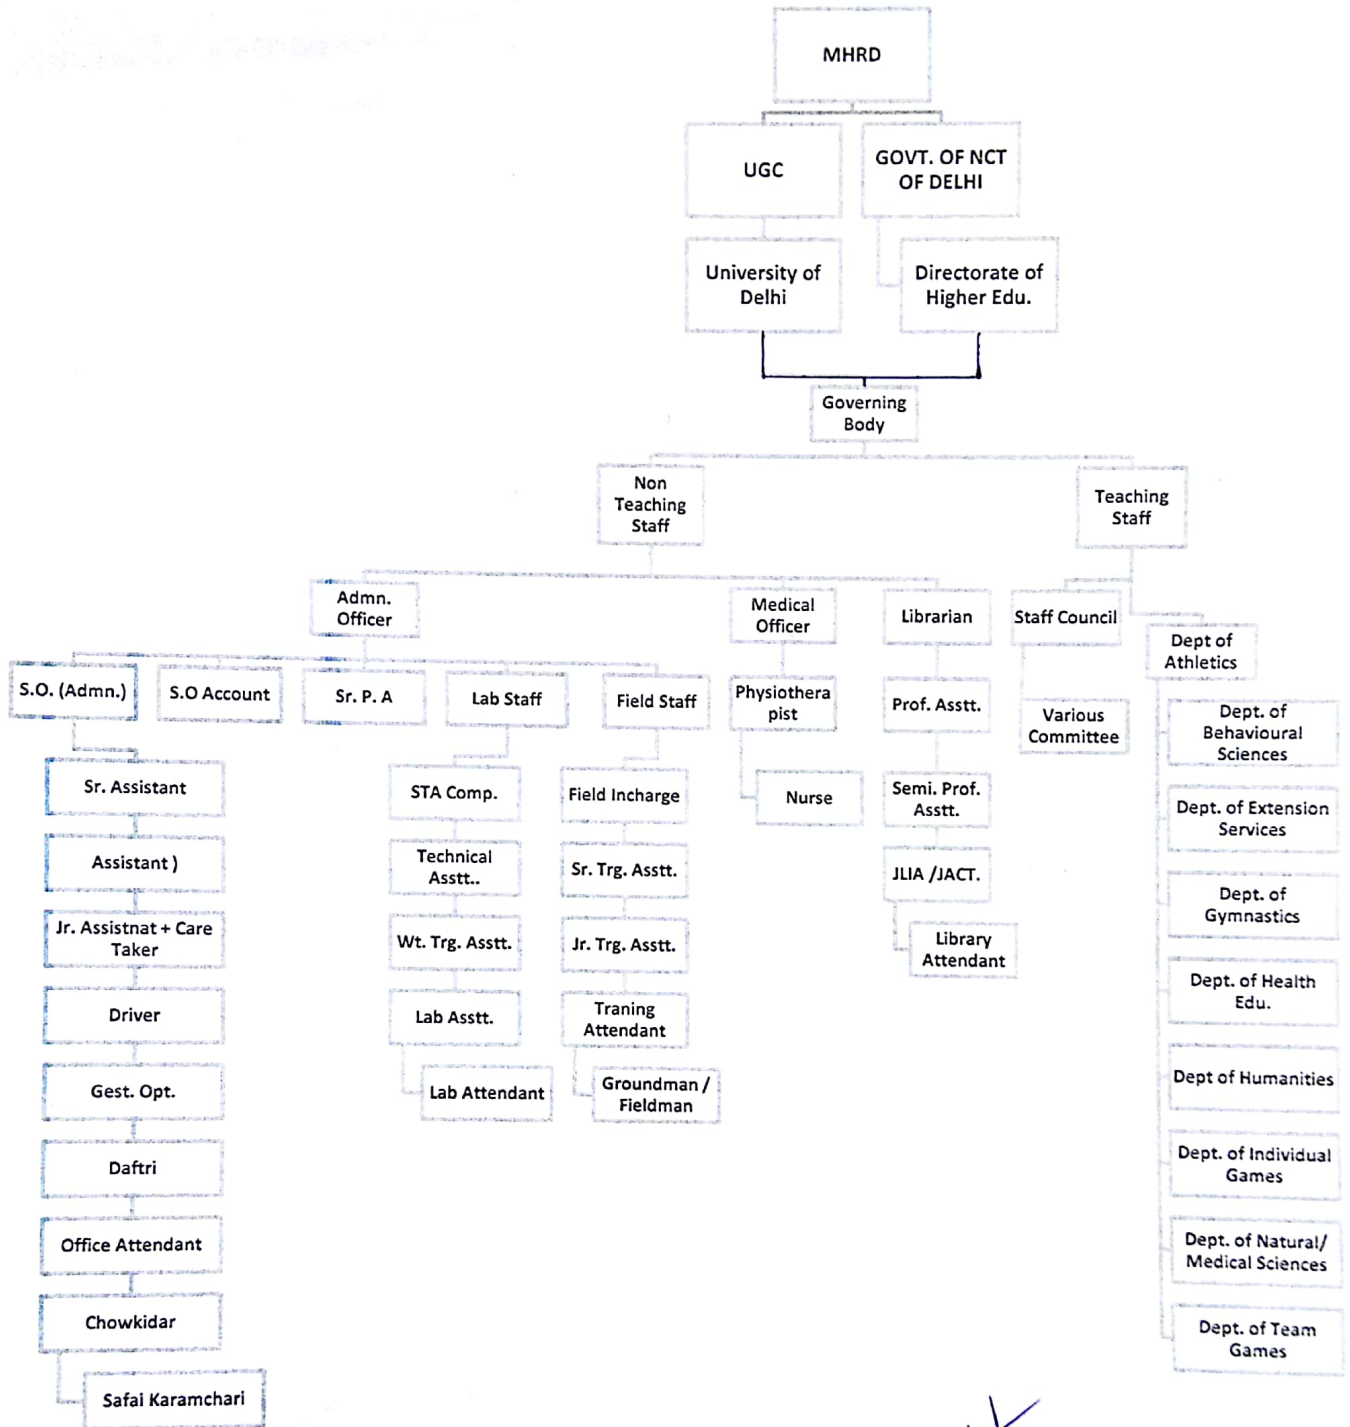 MHRD
UGC
GOVT. OF NCT
OF DELHI
University of
Delhi
Directorate of
Higher Edu.
Governing
Body
Non
Teaching
Staff
Teaching
Staff
Admn.
Officer
Medical
Officer
Librarian
Staff Council
Dept of
Athletics
S.O. (Admn.)
S.O Account
Sr. P. A
Lab Staff
Field Staff
Physiothera
pist
Prof. Asstt.
Various
Committee
Dept. of
Behavioural
Sciences
Sr. Assistant
STA Comp.
Field Incharge
Nurse
Semi. Prof.
Asstt.
Dept. of Extension
Services
Assistant )
Technical
Asstt..
Sr. Trg. Asstt.
JLIA /JACT.
Dept. of
Gymnastics
Jr. Assistnat + Care
Taker
Wt. Trg. Asstt.
Jr. Trg. Asstt.
Library
Attendant
Dept. of Health
Edu.
Driver
Lab Asstt.
Traning
Attendant
Dept of Humanities
Gest. Opt.
Lab Attendant
Groundman /
Fieldman
Dept. of Individual
Games
Daftri
Office Attendant
Dept. of Natural/
Medical Sciences
Chowkidar
Dept. of Team
Games
Safai Karamchari